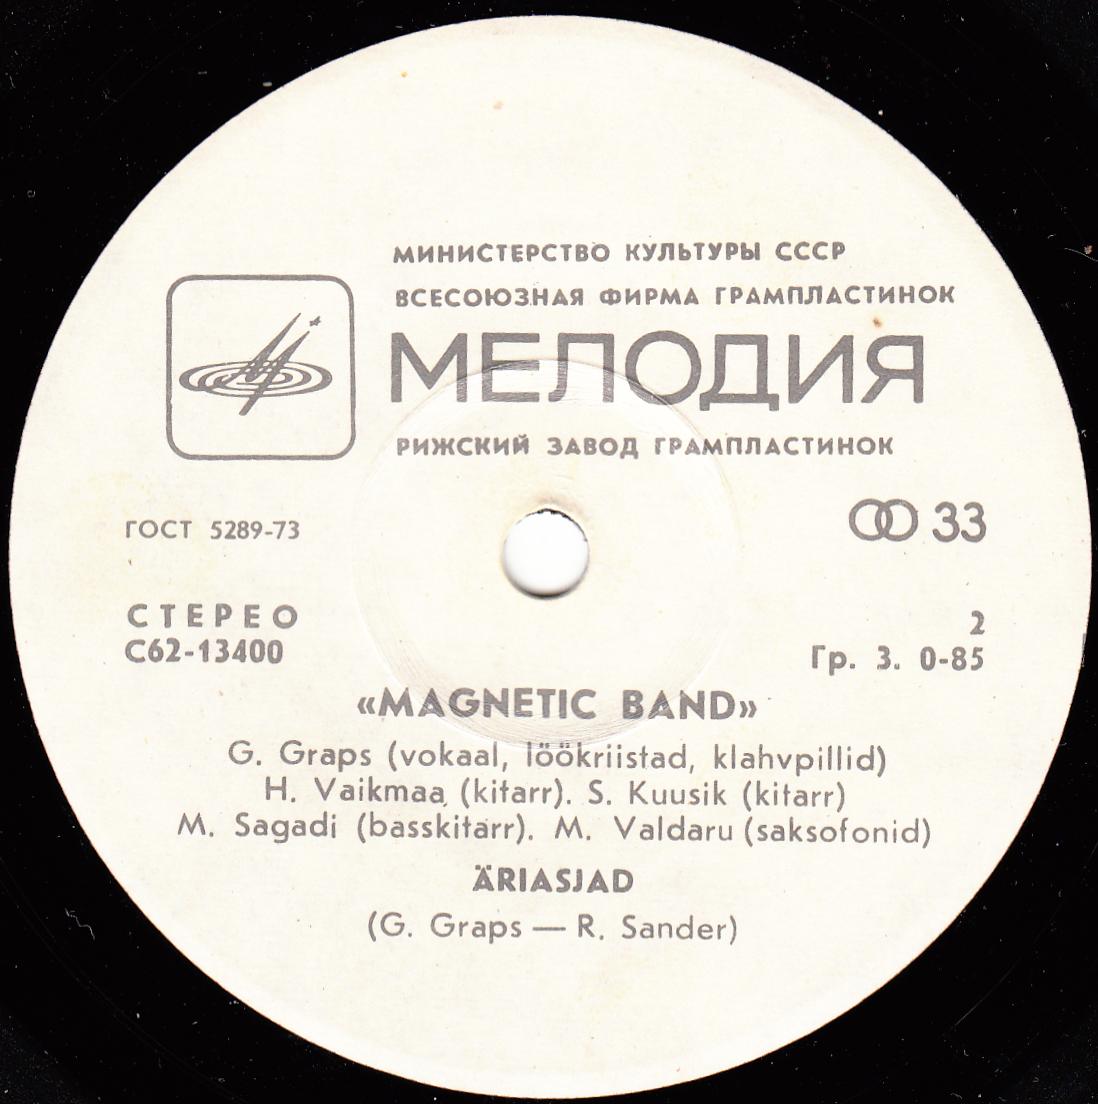 МИНИСТЕРСТВО КУЛЬТУРЫ СССР
ВСЕСОЮЗНАЯ ФИРМА ГРАМПЛАСТИНОК
МЕЛОДИЯ
РИЖСКИЙ ЗАВОД ГРАМПЛАСТИНОК
ГОСТ 5289-73
33
СТЕРЕО
С62-13400
2
Гр. 3. 0-85
«MAGNETIC BAND»
G. Graps (vokaal, löökriistad, klahvpillid)
H. Vaikmaa (kitarr). S. Kuusik (kitarr)
M. Sagadi (basskitarr). M. Valdaru (saksofonid)
ÄRIASJAD
(G. Graps — R. Sander)